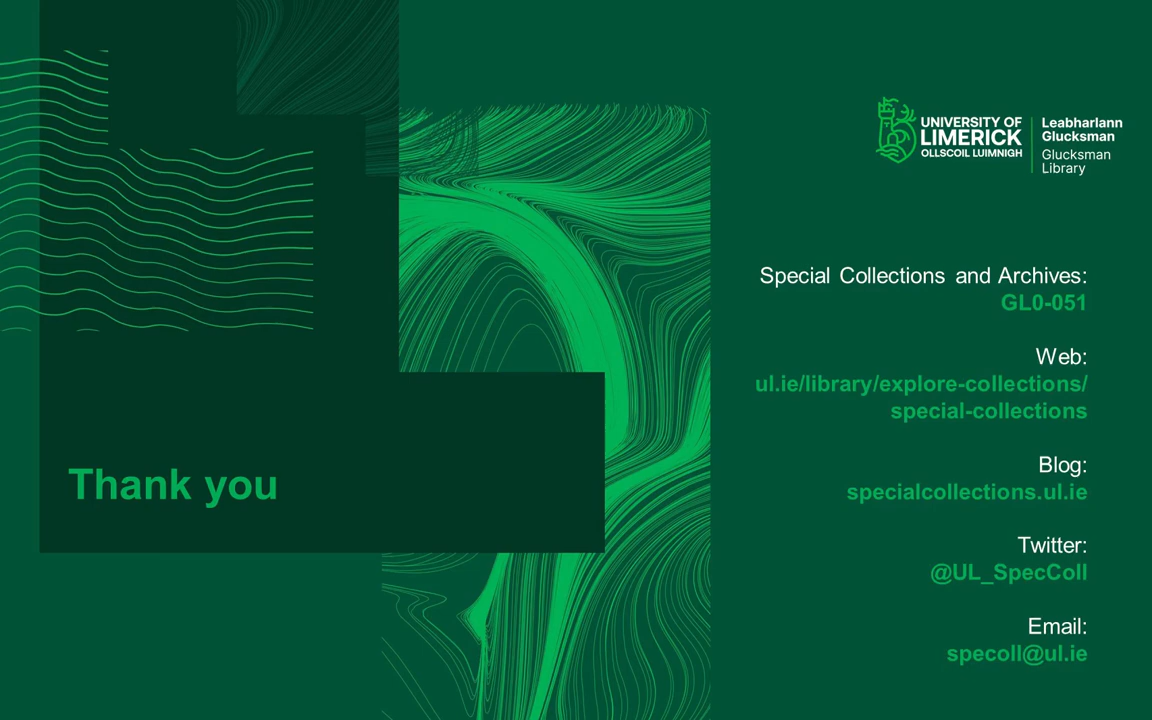 UNIVERSITY OF
LIMERICK
OLLSCOIL LUIMNIGH
Leabharlann
Glucksman
Glucksman
Library
Special Collections and Archives:
GL0-051
Web:
ul.ie/library/explore-collections/
special-collections
Blog:
specialcollections.ul.ie
Twitter:
@UL_SpecColl
Email:
specoll@ul.ie
Thank you